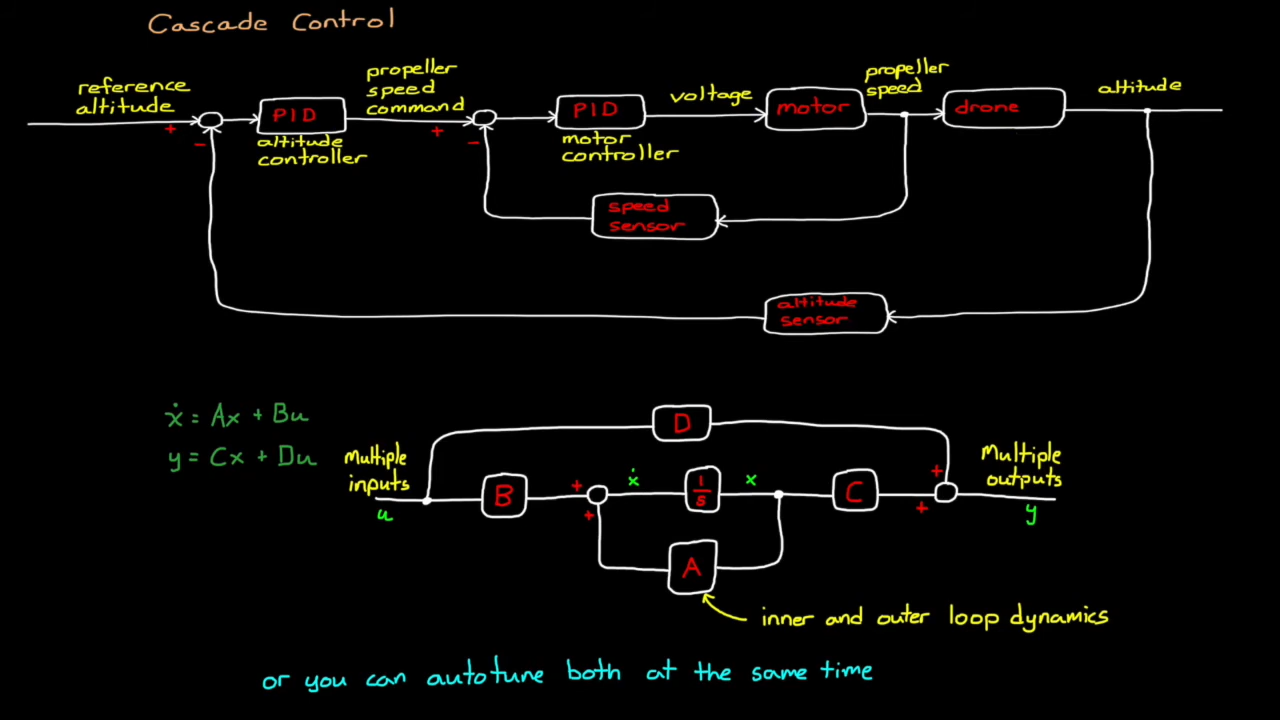 Cascade Control
reference
altitude
+
-
PID
altitude
controller
propeller
speed
command
+
-
PID
motor
controller
voltage
motor
propeller
speed
drone
altitude
speed
sensor
altitude
sensor
ẋ = Ax + Bu
y = Cx + Du
Multiple
inputs
u
D
B
+
+
ẋ
1
s
x
A
C
+
+
Multiple
outputs
y
inner and outer loop dynamics
or you can autotune both at the same time